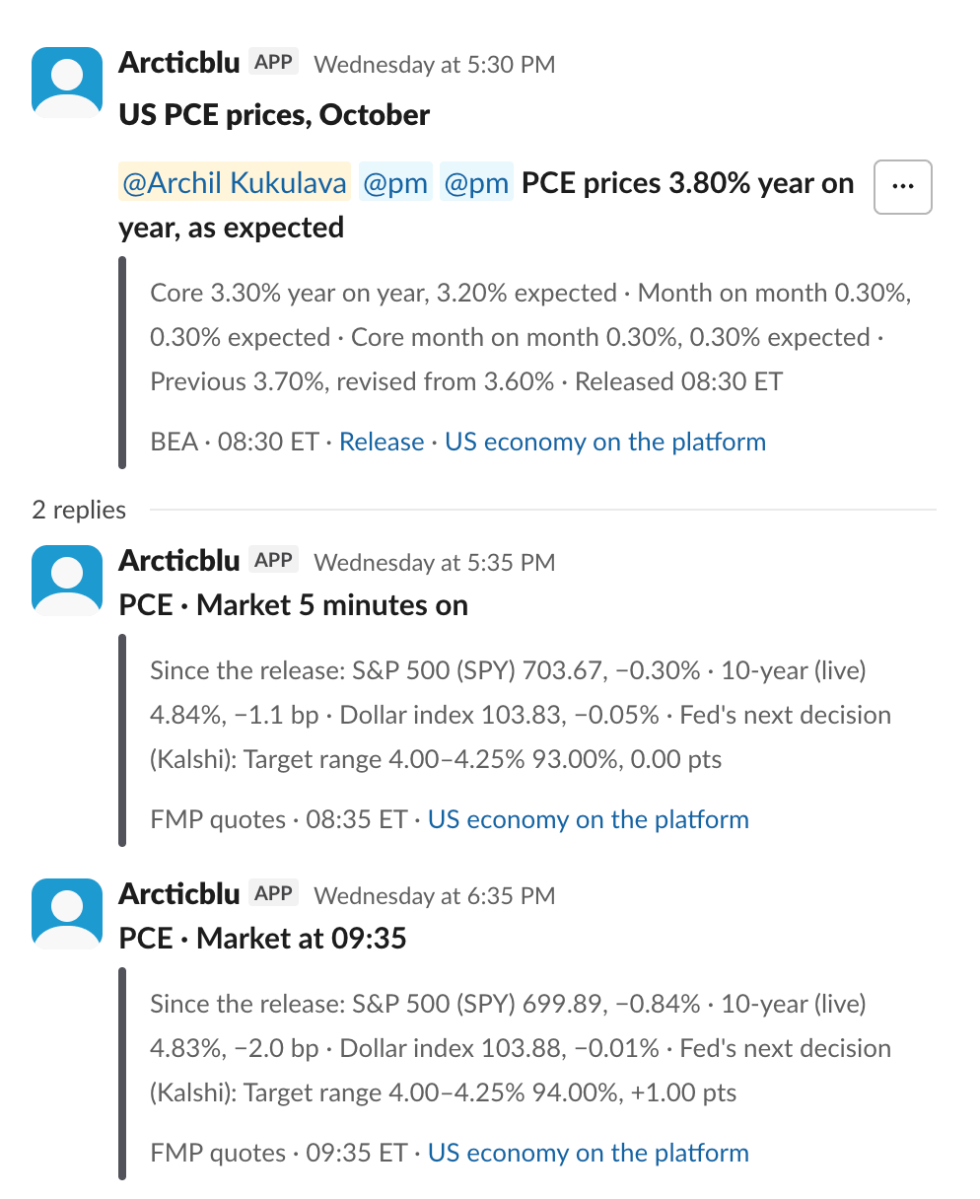 Arcticblu APP Wednesday at 5:30 PM
US PCE prices, October
@Archil Kukulava @pm @pm PCE prices 3.80% year on
year, as expected
Core 3.30% year on year, 3.20% expected · Month on month 0.30%,
0.30% expected · Core month on month 0.30%, 0.30% expected ·
Previous 3.70%, revised from 3.60% · Released 08:30 ET
BEA · 08:30 ET · Release · US economy on the platform
2 replies
Arcticblu APP Wednesday at 5:35 PM
PCE · Market 5 minutes on
Since the release: S&P 500 (SPY) 703.67, −0.30% · 10-year (live)
4.84%, −1.1 bp · Dollar index 103.83, −0.05% · Fed's next decision
(Kalshi): Target range 4.00–4.25% 93.00%, 0.00 pts
FMP quotes · 08:35 ET · US economy on the platform
Arcticblu APP Wednesday at 6:35 PM
PCE · Market at 09:35
Since the release: S&P 500 (SPY) 699.89, −0.84% · 10-year (live)
4.83%, −2.0 bp · Dollar index 103.88, −0.01% · Fed's next decision
(Kalshi): Target range 4.00–4.25% 94.00%, +1.00 pts
FMP quotes · 09:35 ET · US economy on the platform